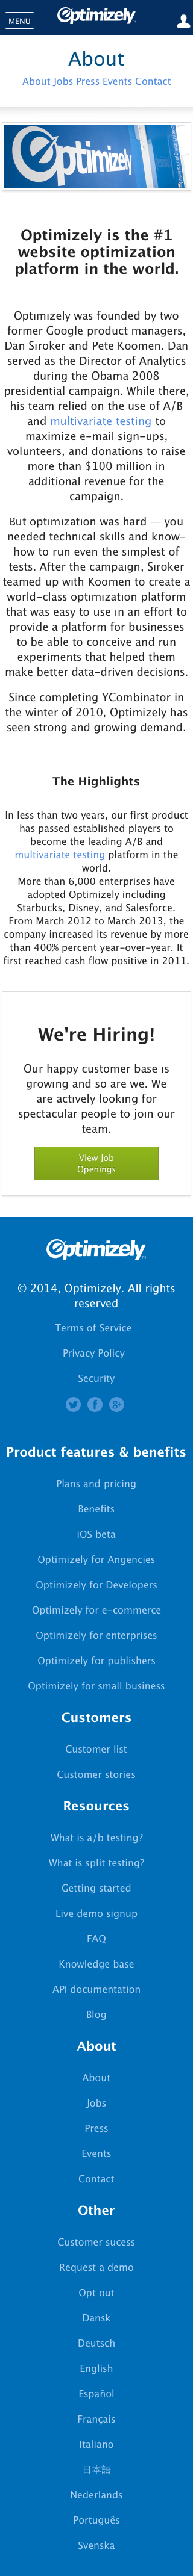 MENU
Optimizely
About
About Jobs Press Events Contact
Optimizely
Optimizely is the #1
website optimization
platform in the world.
Optimizely was founded by two
former Google product managers,
Dan Siroker and Pete Koomen. Dan
served as the Director of Analytics
during the Obama 2008
presidential campaign. While there,
his team relied on the use of A/B
and multivariate testing to
maximize e-mail sign-ups,
volunteers, and donations to raise
more than $100 million in
additional revenue for the
campaign.
But optimization was hard — you
needed technical skills and know-
how to run even the simplest of
tests. After the campaign, Siroker
teamed up with Koomen to create a
world-class optimization platform
that was easy to use in an effort to
provide a platform for businesses
to be able to conceive and run
experiments that helped them
make better data-driven decisions.
Since completing YCombinator in
the winter of 2010, Optimizely has
seen strong and growing demand.
The Highlights
In less than two years, our first product
has passed established players to
become the leading A/B and
multivariate testing platform in the
world.
More than 6,000 enterprises have
adopted Optimizely including
Starbucks, Disney, and Salesforce.
From March 2012 to March 2013, the
company increased its revenue by more
than 400% percent year-over-year. It
first reached cash flow positive in 2011.
We're Hiring!
Our happy customer base is
growing and so are we. We
are actively looking for
spectacular people to join our
team.
View Job
Openings
Optimizely
© 2014, Optimizely. All rights
reserved
Terms of Service
Privacy Policy
Security
Product features & benefits
Plans and pricing
Benefits
iOS beta
Optimizely for Angencies
Optimizely for Developers
Optimizely for e-commerce
Optimizely for enterprises
Optimizely for publishers
Optimizely for small business
Customers
Customer list
Customer stories
Resources
What is a/b testing?
What is split testing?
Getting started
Live demo signup
FAQ
Knowledge base
API documentation
Blog
About
About
Jobs
Press
Events
Contact
Other
Customer sucess
Request a demo
Opt out
Dansk
Deutsch
English
Español
Français
Italiano
日本語
Nederlands
Português
Svenska